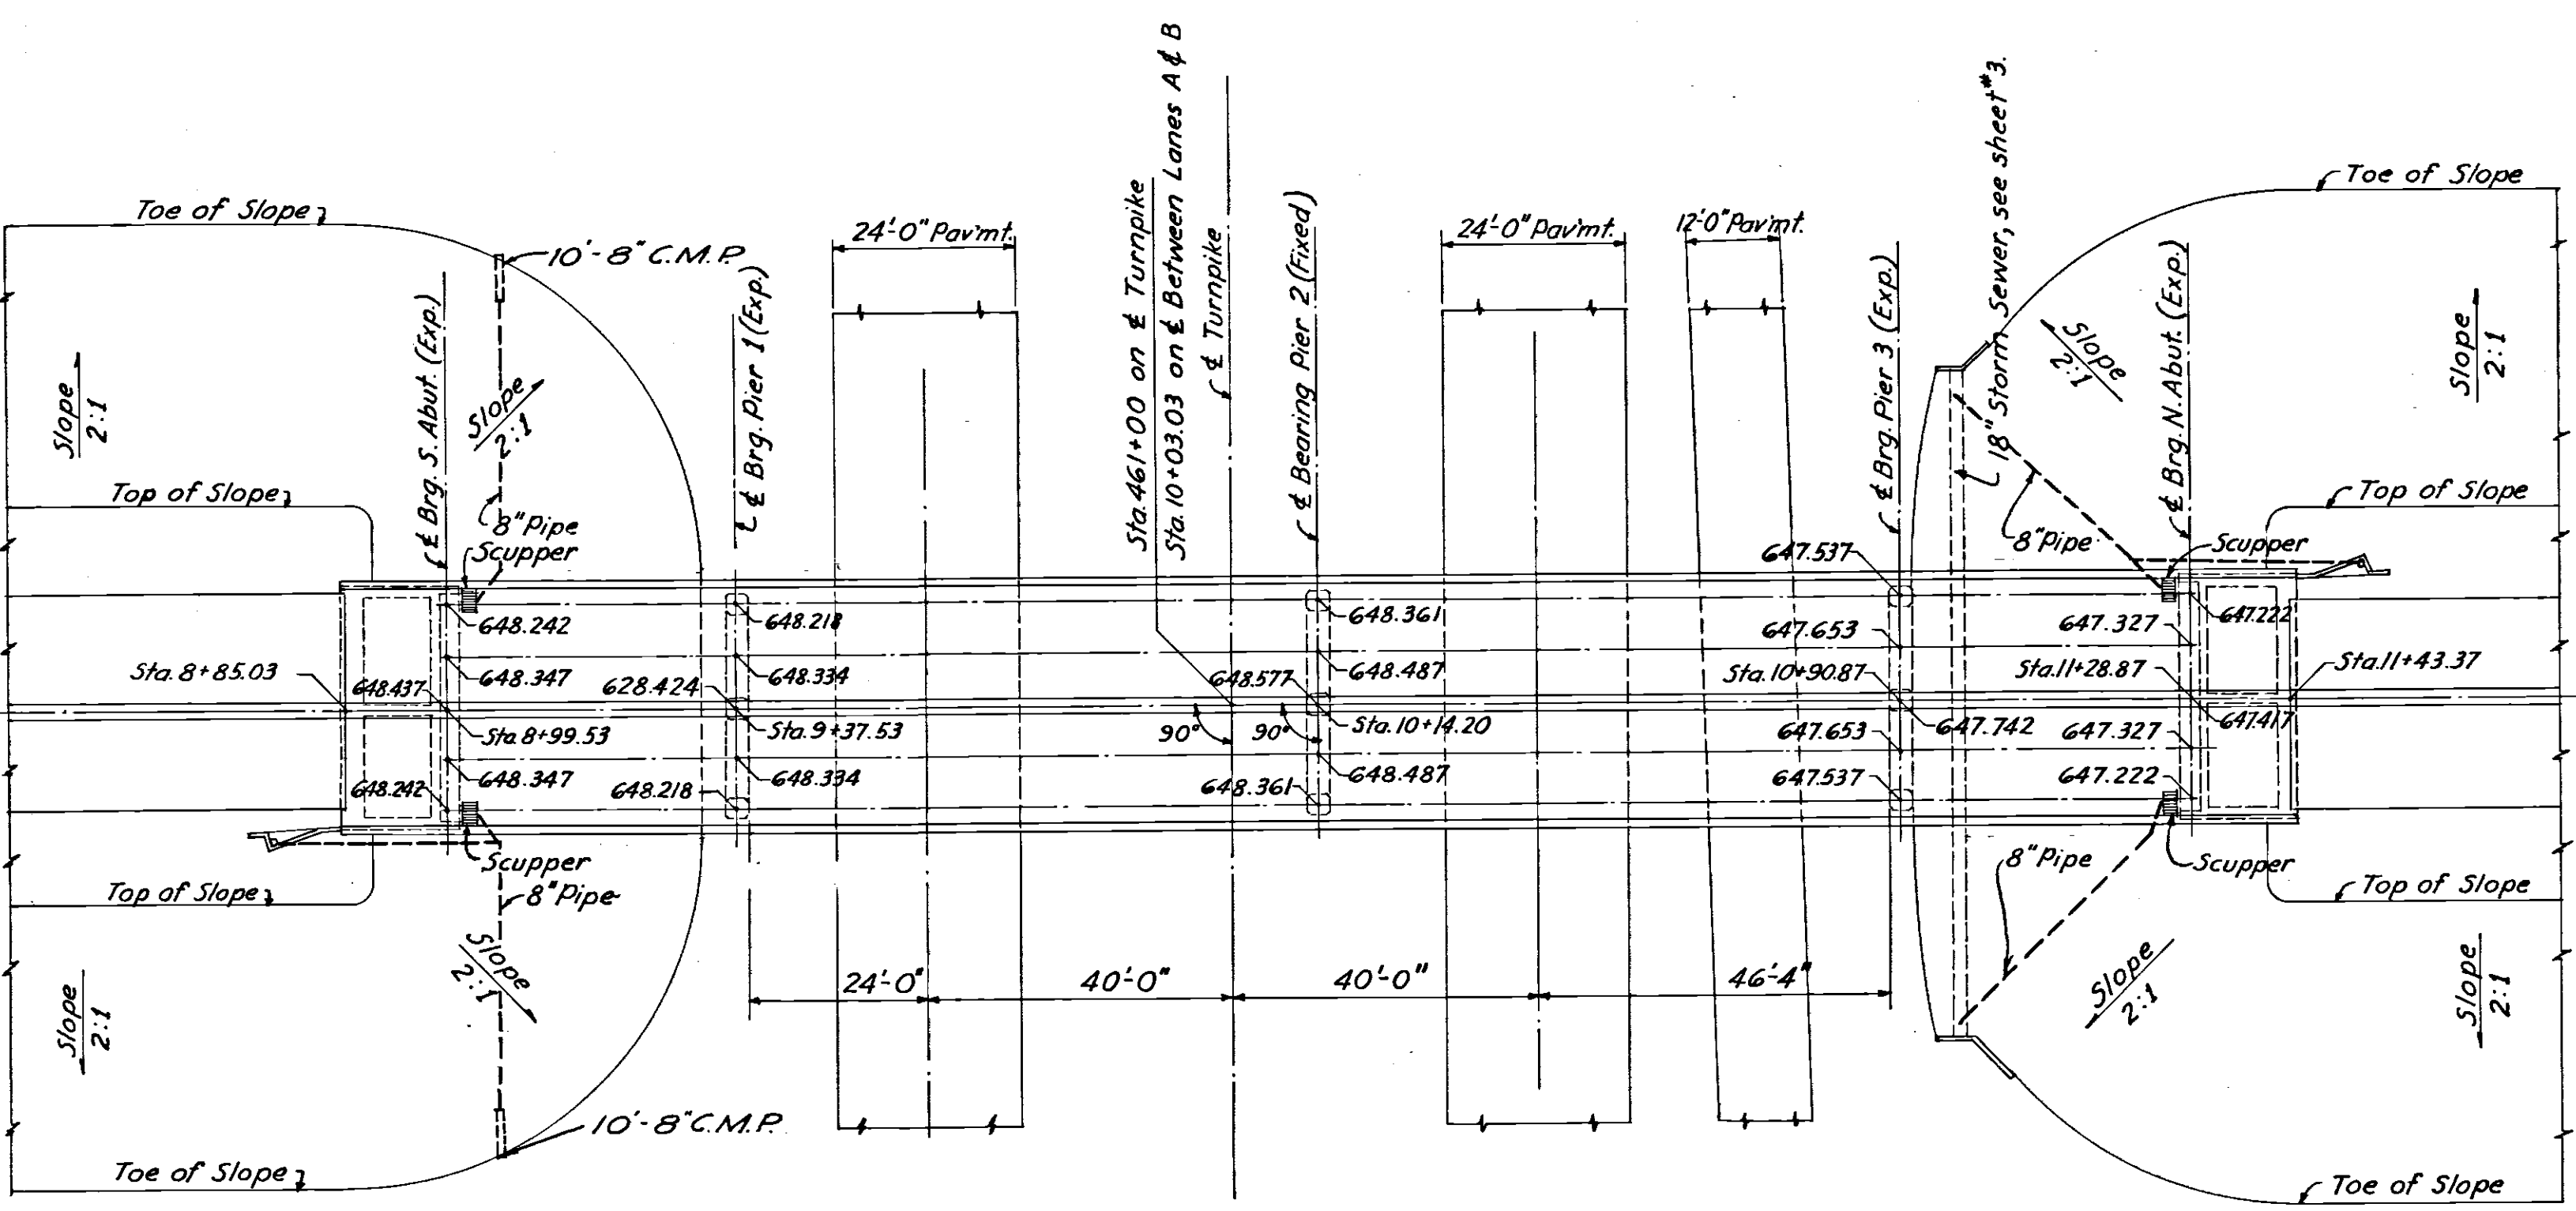 Sta. 461+00 on ℄ Turnpike
Sta. 10+03.03 on ℄ Between Lanes A & B
℄ Turnpike
18" Storm Sewer, see sheet #3.
Toe of Slope
Toe of Slope
24'-0" Pav'mt.
24'-0" Pav'mt.
12'-0" Pav'mt.
10'-8" C.M.P.
℄ Brg. S. Abut. (Exp.)
℄ Brg. Pier 1 (Exp.)
℄ Bearing Pier 2 (Fixed)
℄ Brg. Pier 3 (Exp.)
℄ Brg. N. Abut. (Exp.)
Slope
2:1
Slope
2:1
Slope
2:1
Slope
2:1
Top of Slope
Top of Slope
8" Pipe
Scupper
8" Pipe
Scupper
647.537
648.242
648.218
648.361
647.653
647.327
647.222
Sta. 8+85.03
648.437
648.347
628.424
648.334
648.577
648.487
Sta. 10+90.87
Sta. 11+28.87
Sta. 11+43.37
Sta. 8+99.53
Sta. 9+37.53
90°
90°
Sta. 10+14.20
647.653
647.742
647.327
647.417
648.242
648.347
648.218
648.334
648.361
648.487
647.537
647.222
Scupper
8" Pipe
8" Pipe
Scupper
Top of Slope
Top of Slope
Slope
2:1
Slope
2:1
24'-0"
40'-0"
40'-0"
46'-4"
Slope
2:1
Slope
2:1
10'-8" C.M.P.
Toe of Slope
Toe of Slope